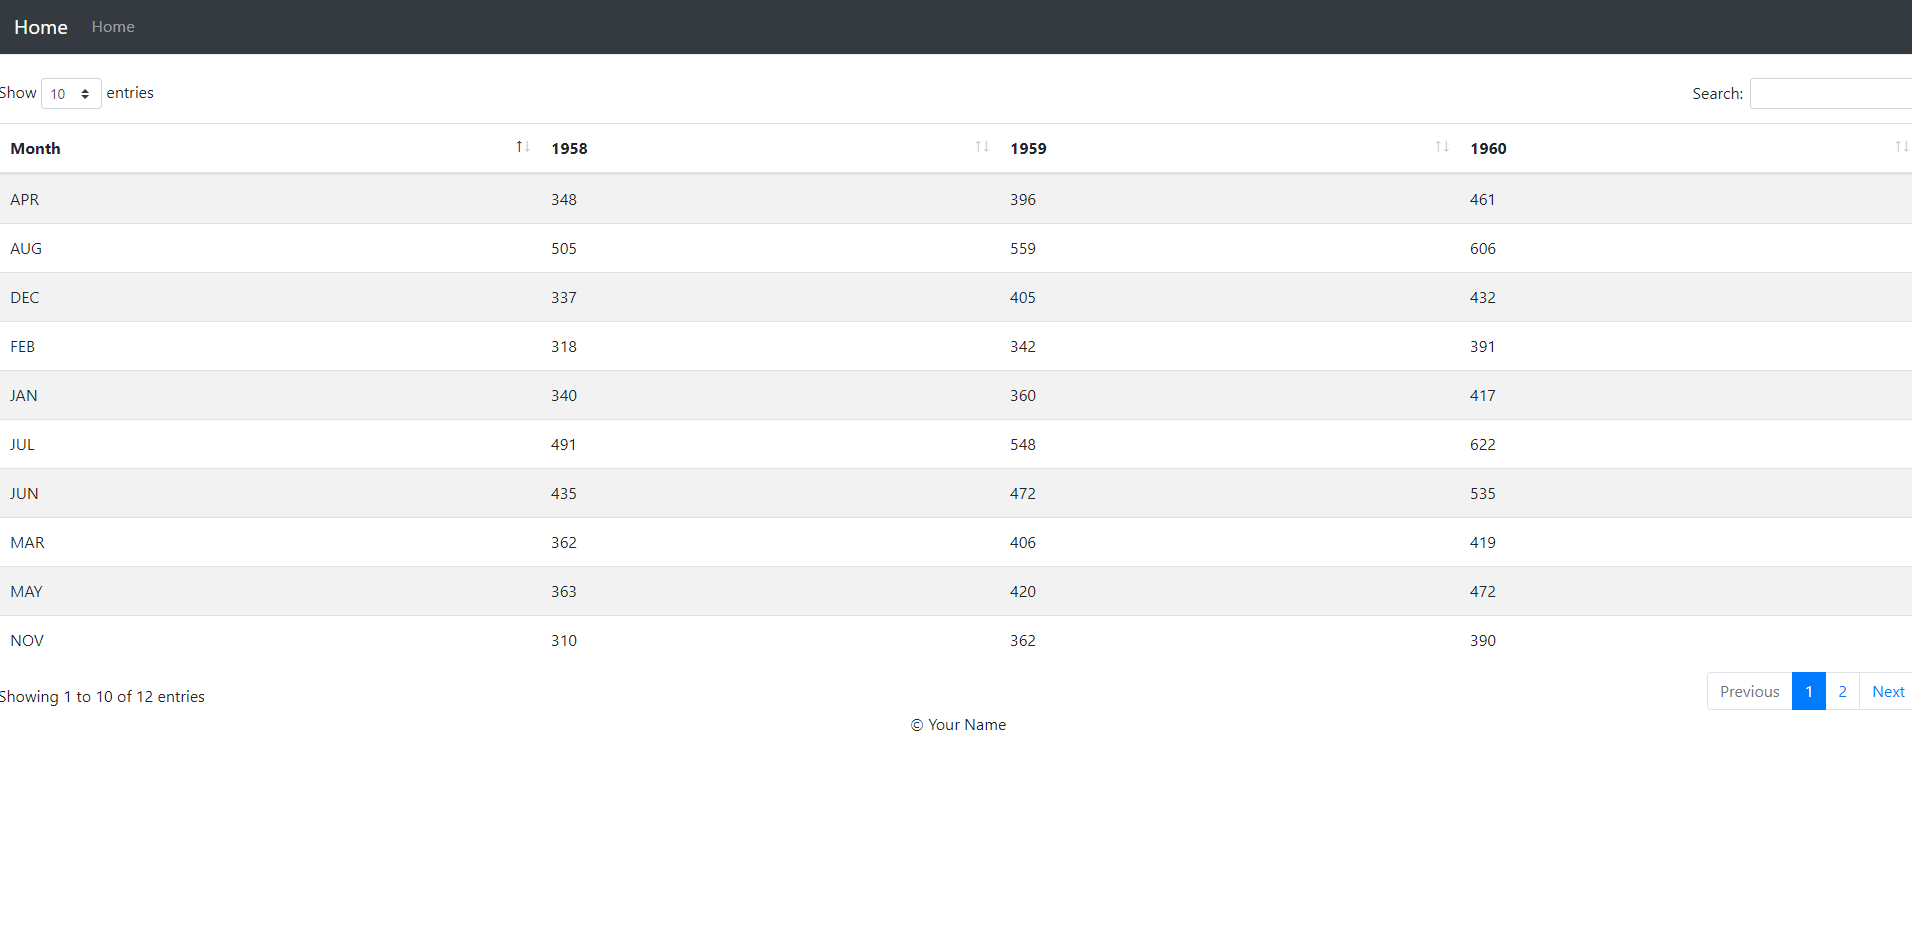 Home Home
Show 10 entries Search:
Month 1958 1959 1960
APR 348 396 461
AUG 505 559 606
DEC 337 405 432
FEB 318 342 391
JAN 340 360 417
JUL 491 548 622
JUN 435 472 535
MAR 362 406 419
MAY 363 420 472
NOV 310 362 390
Showing 1 to 10 of 12 entries Previous 1 2 Next
© Your Name